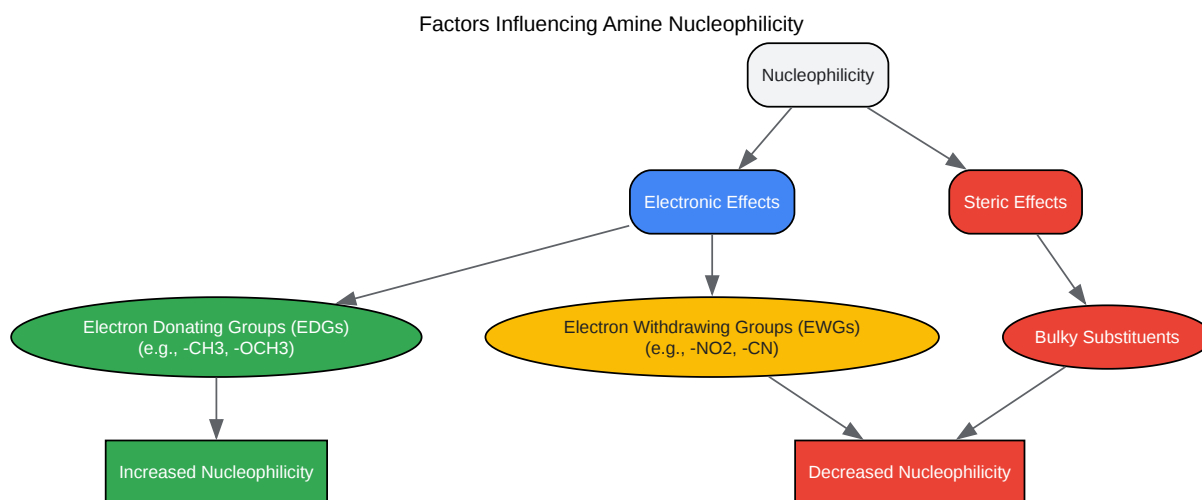 Factors Influencing Amine Nucleophilicity
Nucleophilicity
Electronic Effects
Steric Effects
Electron Donating Groups (EDGs)
(e.g., -CH3, -OCH3)
Electron Withdrawing Groups (EWGs)
(e.g., -NO2, -CN)
Bulky Substituents
Increased Nucleophilicity
Decreased Nucleophilicity